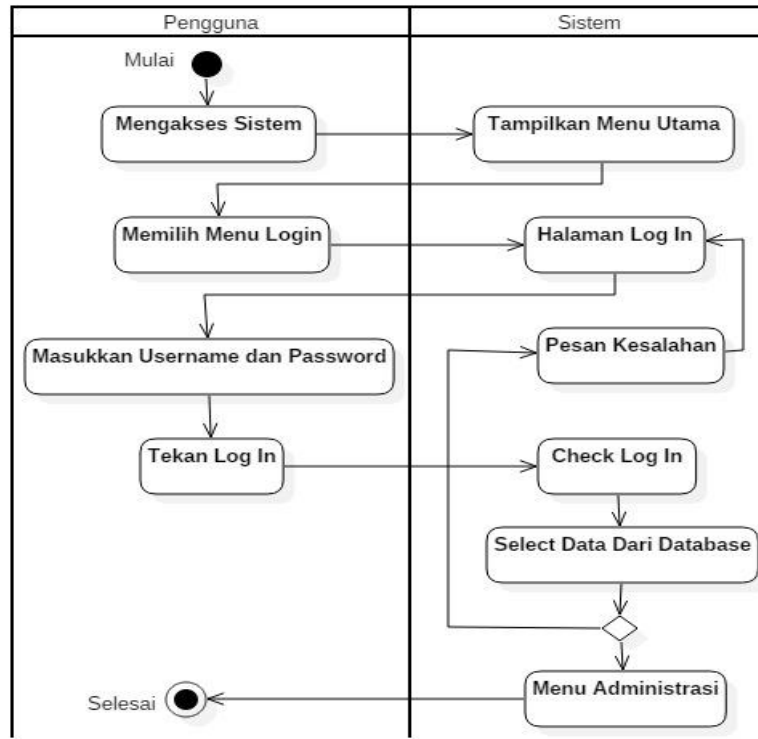 Pengguna
Sistem
Mulai
Mengakses Sistem
Tampilkan Menu Utama
Memilih Menu Login
Halaman Log In
Masukkan Username dan Password
Pesan Kesalahan
Tekan Log In
Check Log In
Select Data Dari Database
Menu Administrasi
Selesai